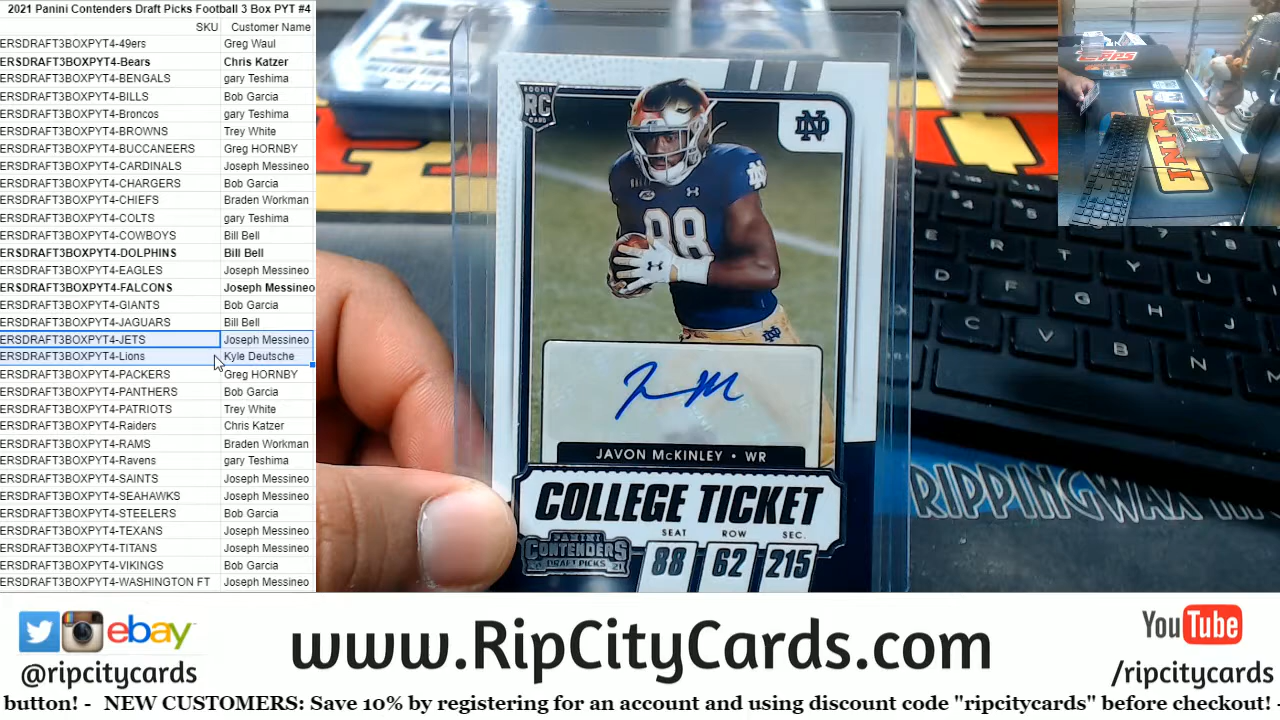 2021 Panini Contenders Draft Picks Football 3 Box PYT #4
SKU Customer Name
ERSDRAFT3BOXPYT4-49ers Greg Waul
ERSDRAFT3BOXPYT4-Bears Chris Katzer
ERSDRAFT3BOXPYT4-BENGALS gary Teshima
ERSDRAFT3BOXPYT4-BILLS Bob Garcia
ERSDRAFT3BOXPYT4-Broncos gary Teshima
ERSDRAFT3BOXPYT4-BROWNS Trey White
ERSDRAFT3BOXPYT4-BUCCANEERS Greg HORNBY
ERSDRAFT3BOXPYT4-CARDINALS Joseph Messineo
ERSDRAFT3BOXPYT4-CHARGERS Bob Garcia
ERSDRAFT3BOXPYT4-CHIEFS Braden Workman
ERSDRAFT3BOXPYT4-COLTS gary Teshima
ERSDRAFT3BOXPYT4-COWBOYS Bill Bell
ERSDRAFT3BOXPYT4-DOLPHINS Bill Bell
ERSDRAFT3BOXPYT4-EAGLES Joseph Messineo
ERSDRAFT3BOXPYT4-FALCONS Joseph Messineo
ERSDRAFT3BOXPYT4-GIANTS Bob Garcia
ERSDRAFT3BOXPYT4-JAGUARS Bill Bell
ERSDRAFT3BOXPYT4-JETS Joseph Messineo
ERSDRAFT3BOXPYT4-Lions Kyle Deutsche
ERSDRAFT3BOXPYT4-PACKERS Greg HORNBY
ERSDRAFT3BOXPYT4-PANTHERS Bob Garcia
ERSDRAFT3BOXPYT4-PATRIOTS Trey White
ERSDRAFT3BOXPYT4-Raiders Chris Katzer
ERSDRAFT3BOXPYT4-RAMS Braden Workman
ERSDRAFT3BOXPYT4-Ravens gary Teshima
ERSDRAFT3BOXPYT4-SAINTS Joseph Messineo
ERSDRAFT3BOXPYT4-SEAHAWKS Joseph Messineo
ERSDRAFT3BOXPYT4-STEELERS Bob Garcia
ERSDRAFT3BOXPYT4-TEXANS Joseph Messineo
ERSDRAFT3BOXPYT4-TITANS Joseph Messineo
ERSDRAFT3BOXPYT4-VIKINGS Bob Garcia
ERSDRAFT3BOXPYT4-WASHINGTON FT Joseph Messineo
ROOKIE
RC
CARD
ND
88
JAVON McKINLEY • WR
COLLEGE TICKET
SEAT ROW SEC.
88 62 215
PANINI
CONTENDERS
DRAFT PICKS
RIPPINGWAX
TOPPS
PANINI
ebay
@ripcitycards
www.RipCityCards.com
YouTube
/ripcitycards
button! - NEW CUSTOMERS: Save 10% by registering for an account and using discount code "ripcitycards" before checkout! -